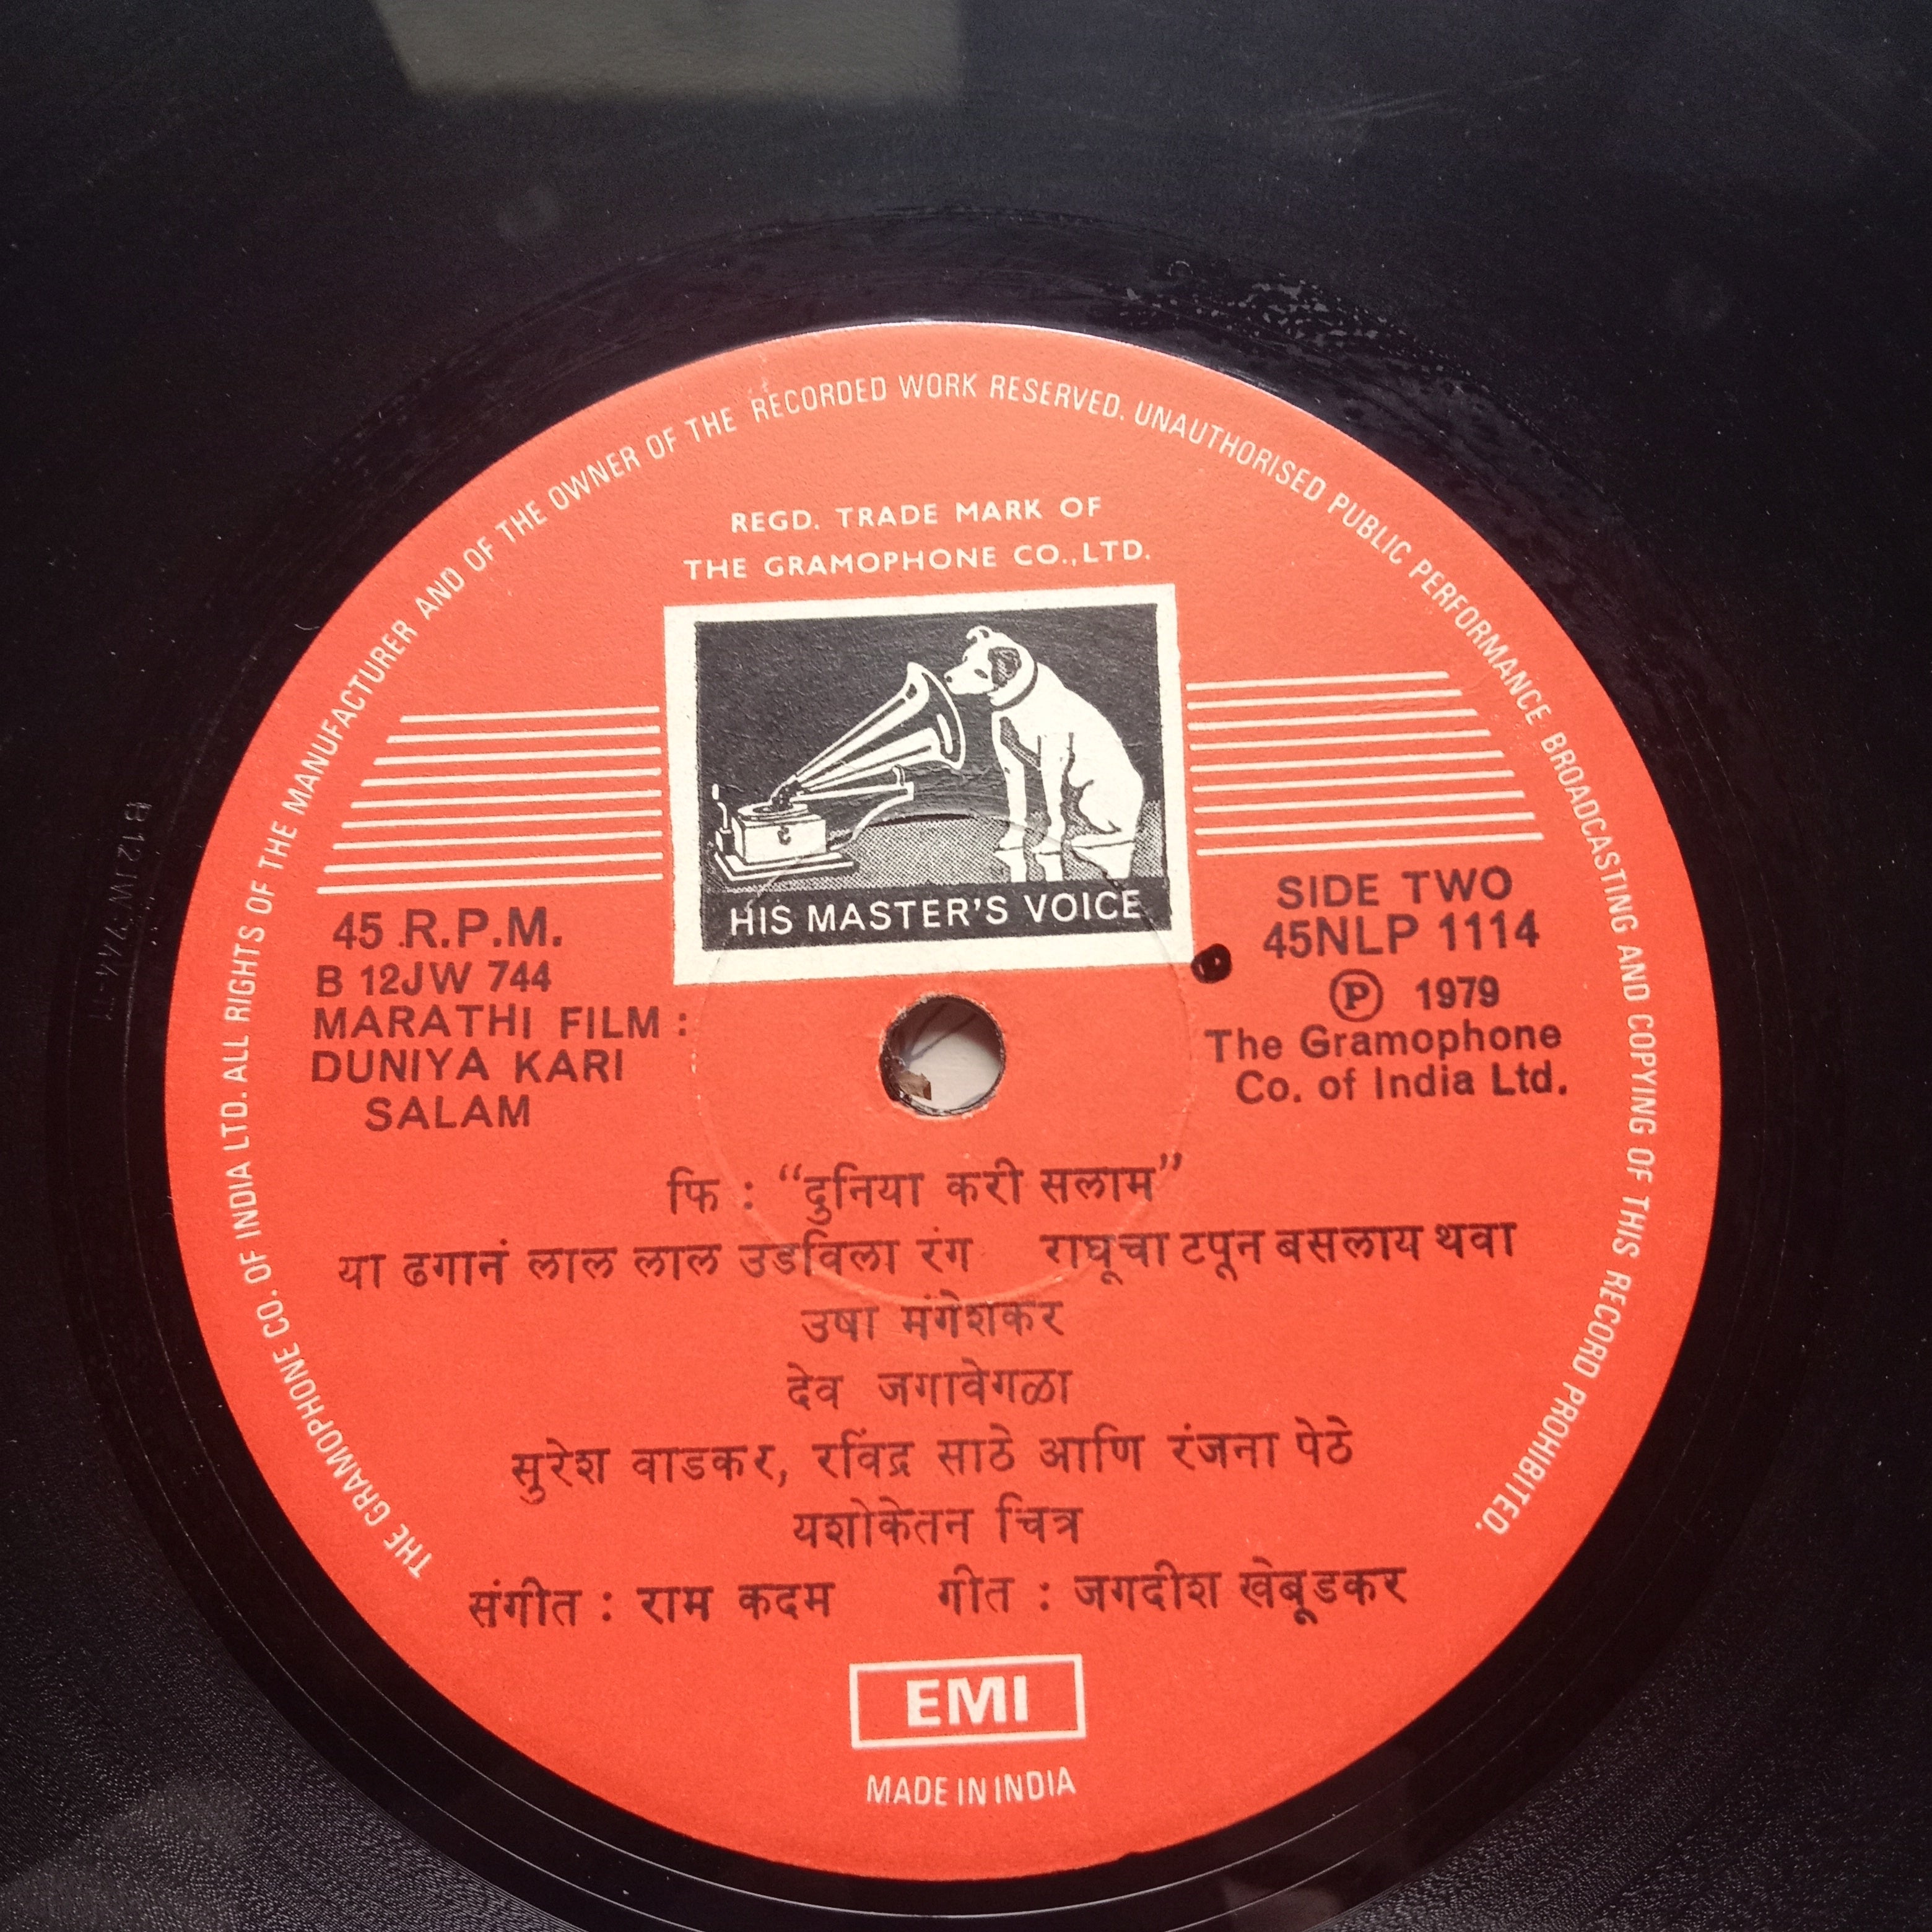 THE GRAMOPHONE CO. OF INDIA LTD. ALL RIGHTS OF THE MANUFACTURER AND OF THE OWNER OF THE RECORDED WORK RESERVED. UNAUTHORISED PUBLIC PERFORMANCE BROADCASTING AND COPYING OF THIS RECORD PROHIBITED.
REGD. TRADE MARK OF
THE GRAMOPHONE CO.,LTD.
HIS MASTER'S VOICE
45 R.P.M.
B 12JW 744
MARATHI FILM :
DUNIYA KARI
SALAM
SIDE TWO
45NLP 1114
Ⓟ 1979
The Gramophone
Co. of India Ltd.
फि : “दुनिया करी सलाम”
या ढगानं लाल लाल उडविला रंग राघूचा टपून बसलाय थवा
उषा मंगेशकर
देव जगावेगळा
सुरेश वाडकर, रविंद्र साठे आणि रंजना पेठे
यशोकेतन चित्र
संगीत : राम कदम गीत : जगदीश खेबूडकर
EMI
MADE IN INDIA